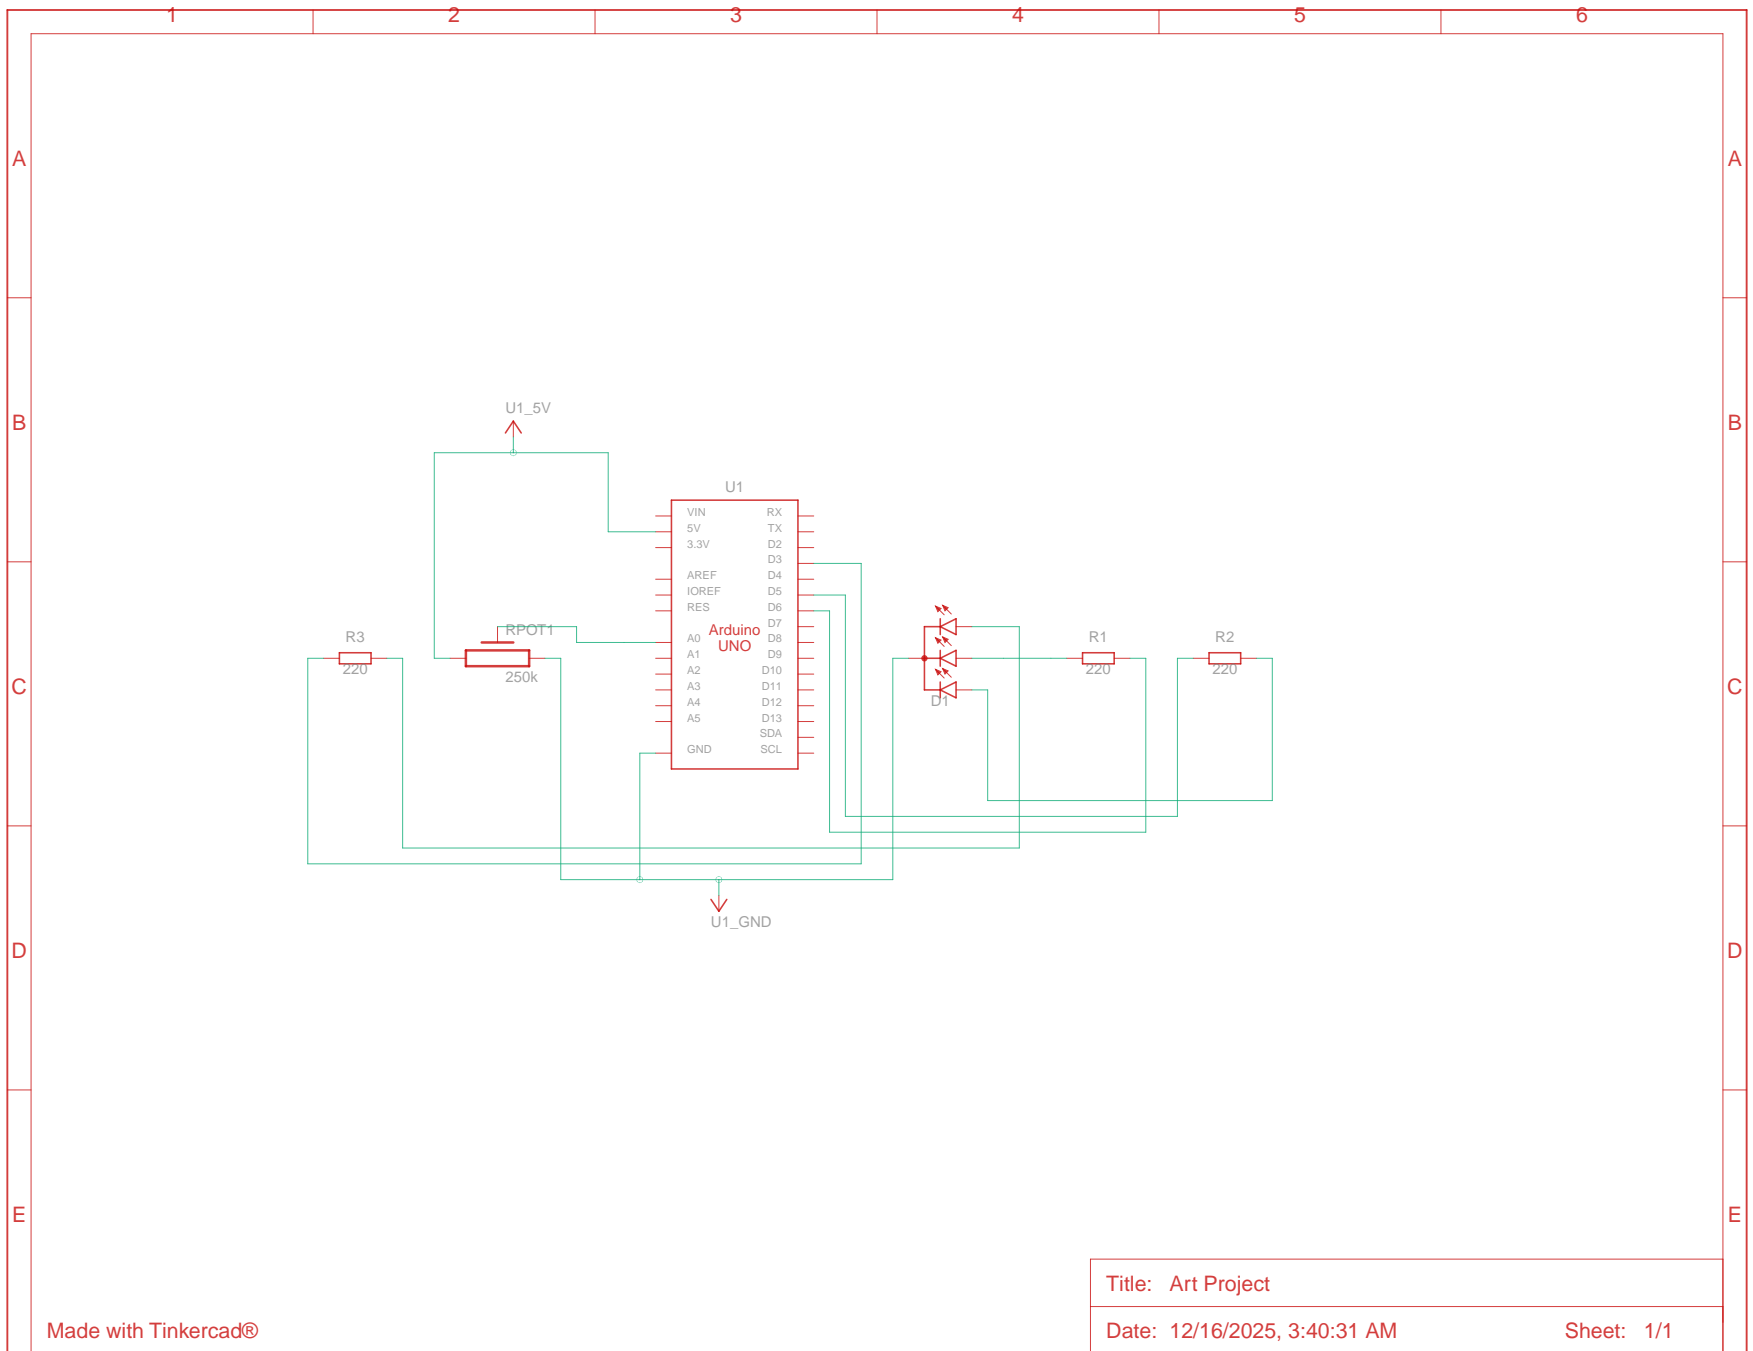 1 2 3 4 5 6
A A
U1_5V
B B
U1
VIN RX
5V TX
3.3V D2
D3
AREF D4
IOREF D5
RES D6
D7
R3 RPOT1 A0 Arduino D8 R1 R2
A1 UNO D9
220 250k A2 D10 220 220
C A3 D11 C
A4 D12 D1
A5 D13
SDA
GND SCL
U1_GND
D D
E E
Title: Art Project
Made with Tinkercad® Date: 12/16/2025, 3:40:31 AM Sheet: 1/1